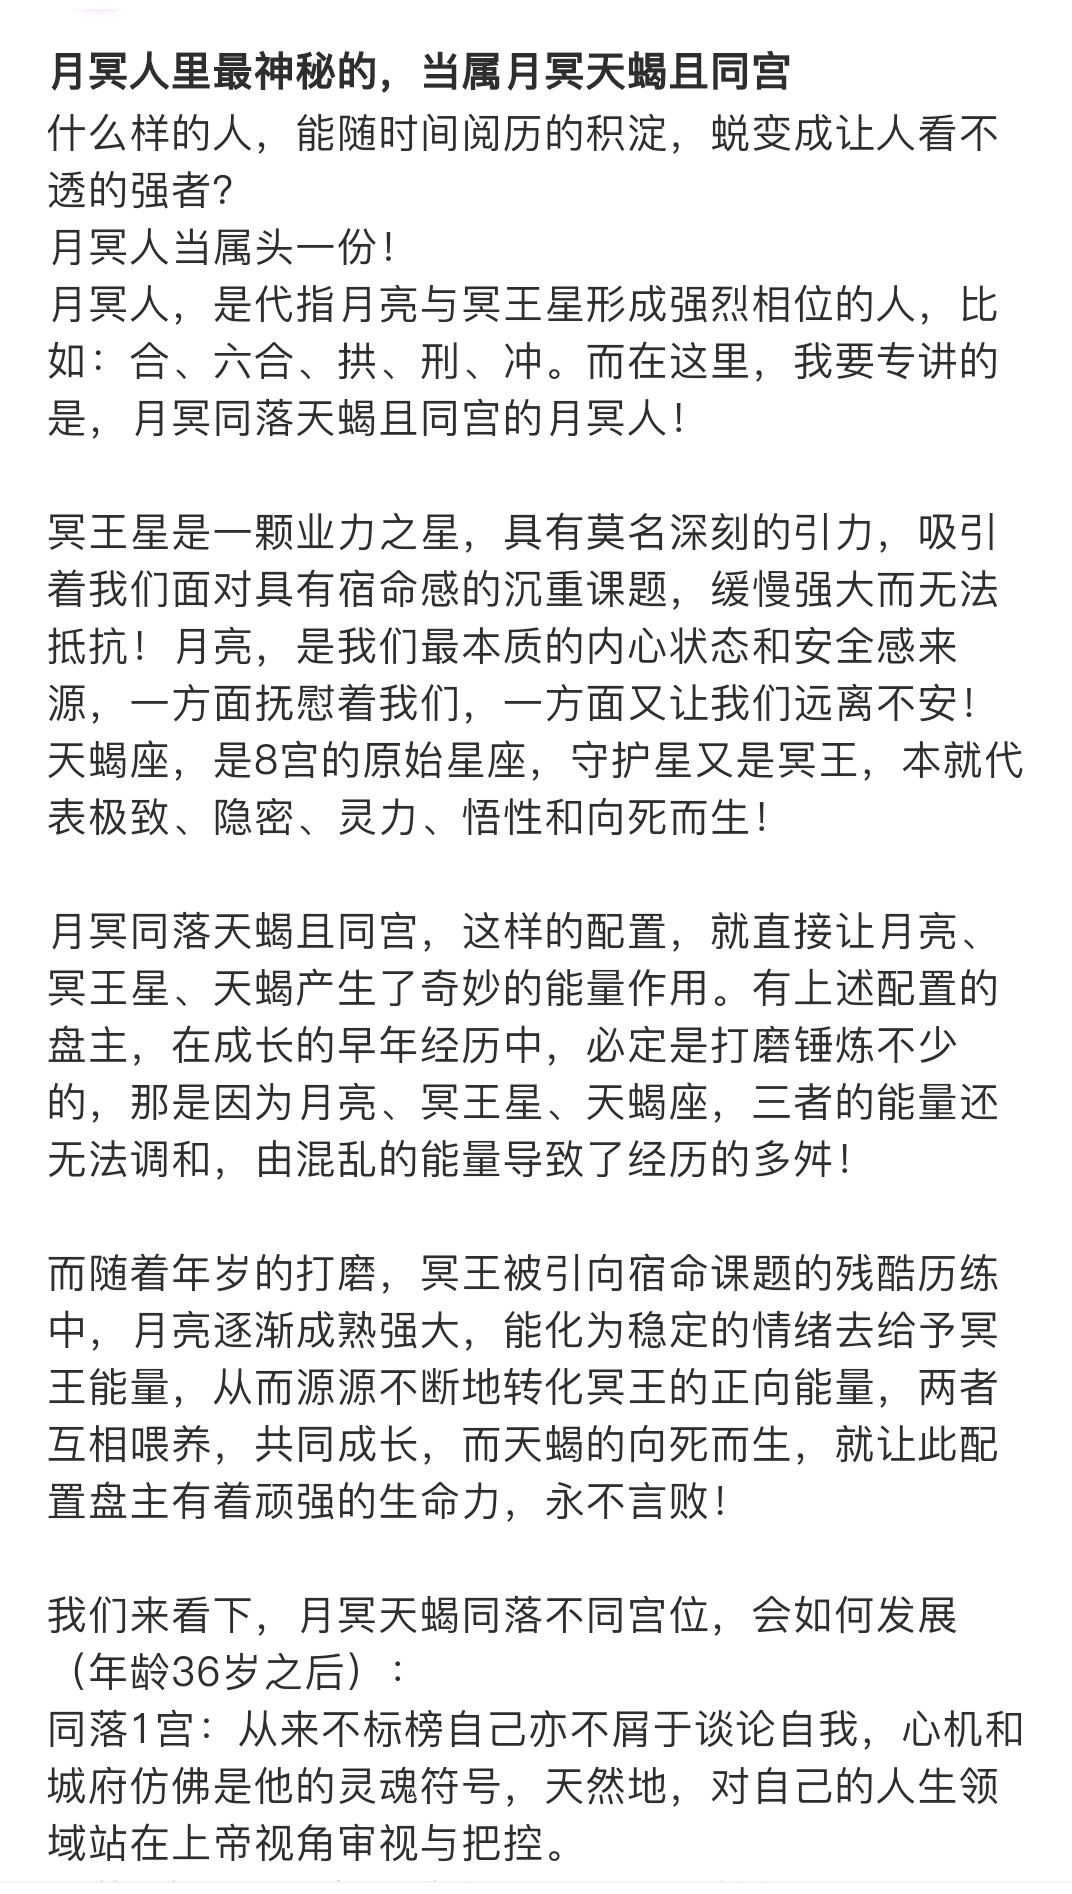 月冥人里最神秘的，当属月冥天蝎且同宫
什么样的人，能随时间阅历的积淀，蜕变成让人看不
透的强者?
月冥人当属头一份！
月冥人，是代指月亮与冥王星形成强烈相位的人，比
如：合、六合、拱、刑、冲。而在这里，我要专讲的
是，月冥同落天蝎且同宫的月冥人！
冥王星是一颗业力之星，具有莫名深刻的引力，吸引
着我们面对具有宿命感的沉重课题，缓慢强大而无法
抵抗！月亮，是我们最本质的内心状态和安全感来
源，一方面抚慰着我们，一方面又让我们远离不安！
天蝎座，是8宫的原始星座，守护星又是冥王，本就代
表极致、隐密、灵力、悟性和向死而生！
月冥同落天蝎且同宫，这样的配置，就直接让月亮、
冥王星、天蝎产生了奇妙的能量作用。有上述配置的
盘主，在成长的早年经历中，必定是打磨锤炼不少
的，那是因为月亮、冥王星、天蝎座，三者的能量还
无法调和，由混乱的能量导致了经历的多舛！
而随着年岁的打磨，冥王被引向宿命课题的残酷历练
中，月亮逐渐成熟强大，能化为稳定的情绪去给予冥
王能量，从而源源不断地转化冥王的正向能量，两者
互相喂养，共同成长，而天蝎的向死而生，就让此配
置盘主有着顽强的生命力，永不言败！
我们来看下，月冥天蝎同落不同宫位，会如何发展
（年龄36岁之后）：
同落1宫：从来不标榜自己亦不屑于谈论自我，心机和
城府仿佛是他的灵魂符号，天然地，对自己的人生领
域站在上帝视角审视与把控。